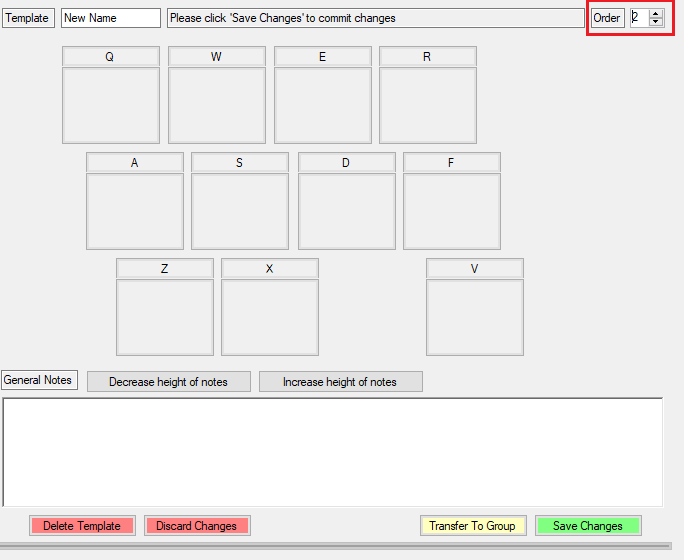 Template New Name Please click 'Save Changes' to commit changes Order 2
Q W E R
A S D F
Z X V
General Notes Decrease height of notes Increase height of notes
Delete Template Discard Changes Transfer To Group Save Changes